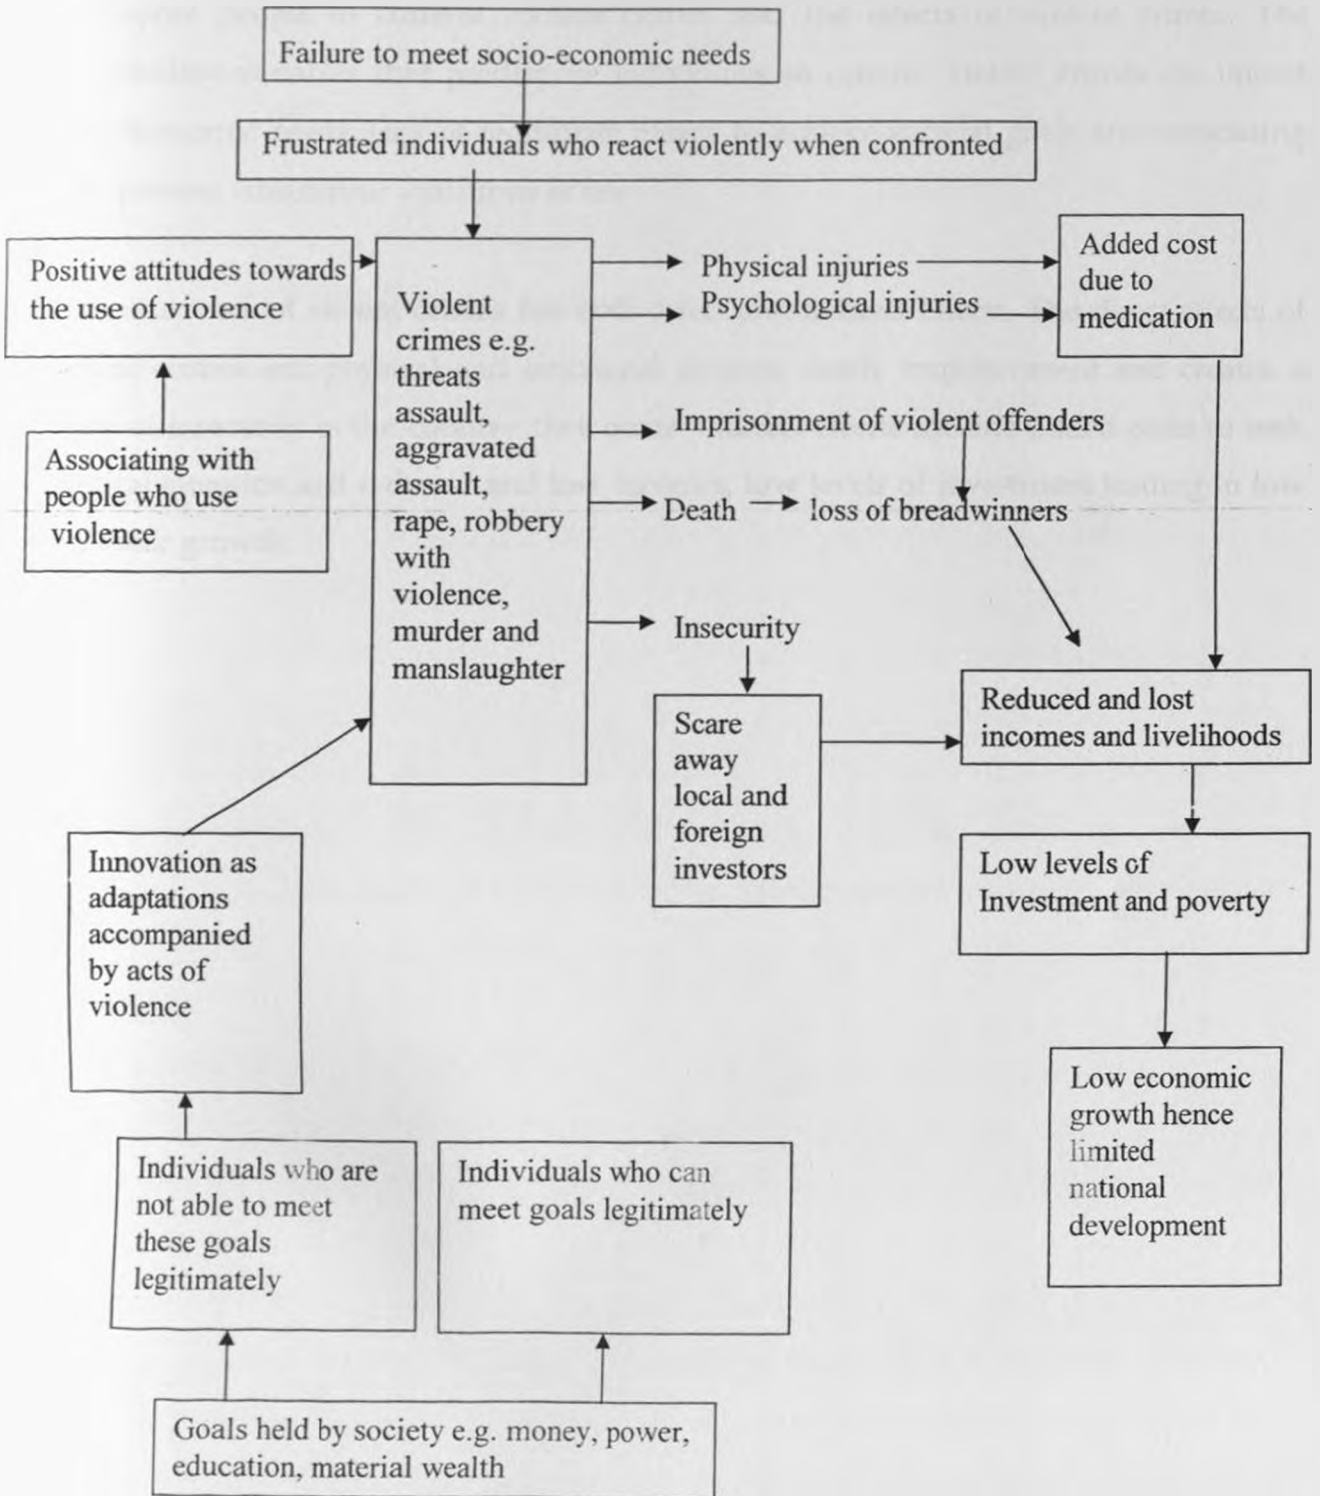 Failure to meet socio-economic needs
Frustrated individuals who react violently when confronted
Positive attitudes towards
the use of violence
Associating with
people who use
violence
Violent
crimes e.g.
threats
assault,
aggravated
assault,
rape, robbery
with
violence,
murder and
manslaughter
Physical injuries
Psychological injuries
Added cost
due to
medication
Imprisonment of violent offenders
Death
loss of breadwinners
Insecurity
Scare
away
local and
foreign
investors
Reduced and lost
incomes and livelihoods
Low levels of
Investment and poverty
Low economic
growth hence
limited
national
development
Innovation as
adaptations
accompanied
by acts of
violence
Individuals who are
not able to meet
these goals
legitimately
Individuals who can
meet goals legitimately
Goals held by society e.g. money, power,
education, material wealth